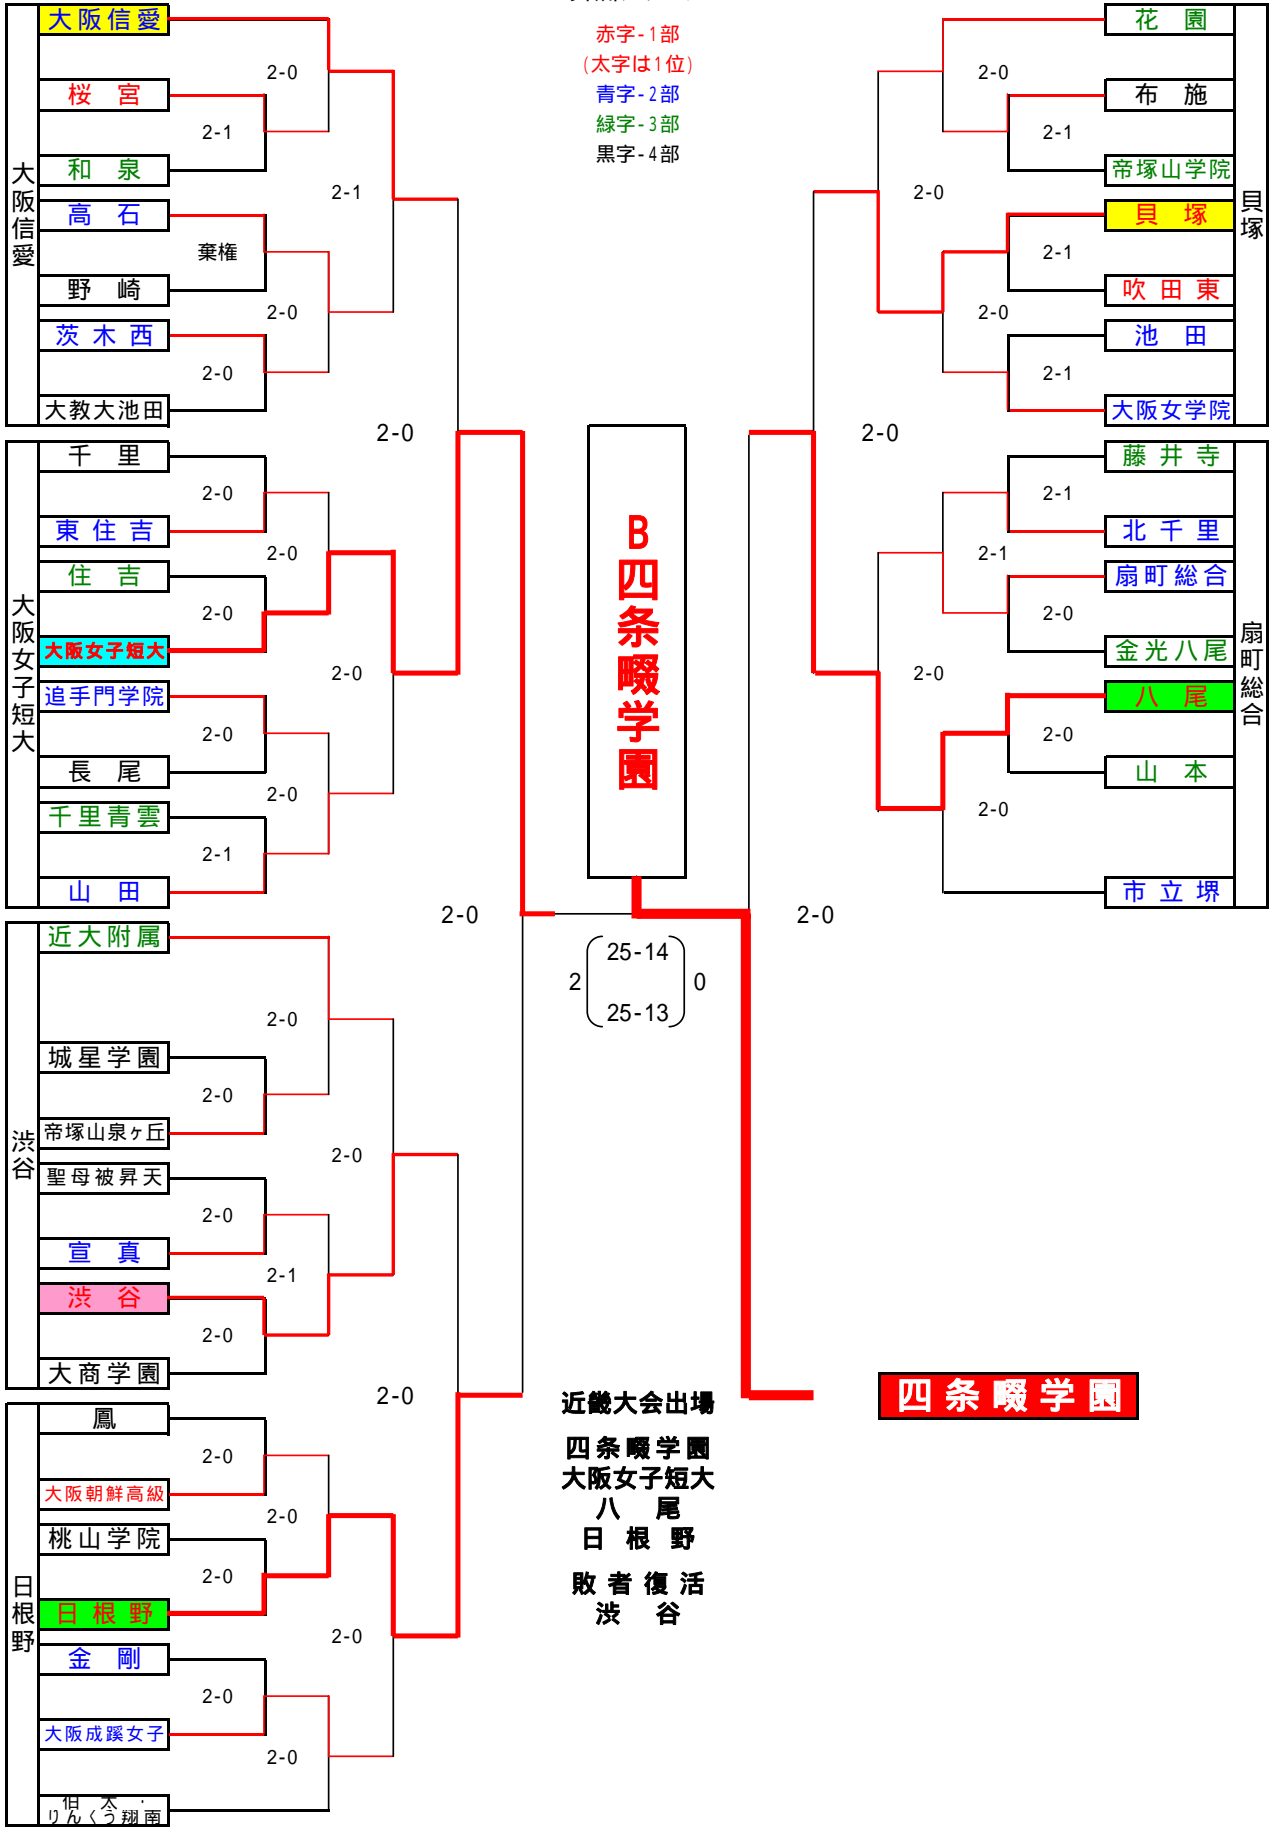 赤字-1部
(太字は1位)
青字-2部
緑字-3部
黒字-4部
大阪信愛
大阪信愛
桜宮
和泉
高石
野崎
茨木西
大教大池田
2-0
2-1
2-1
棄権
2-0
2-0
2-0
大阪女子短大
千里
東住吉
住吉
大阪女子短大
追手門学院
長尾
千里青雲
山田
2-0
2-0
2-0
2-0
2-0
2-0
2-1
2-0
渋谷
近大附属
城星学園
帝塚山泉ヶ丘
聖母被昇天
宣真
渋谷
大商学園
2-0
2-0
2-0
2-0
2-1
2-0
2-0
日根野
鳳
大阪朝鮮高級
桃山学院
日根野
金剛
大阪成蹊女子
伯太・
りんくう翔南
2-0
2-0
2-0
2-0
2-0
2-0
B四条畷学園
2
25-14
25-13
0
貝塚
花園
布施
帝塚山学院
貝塚
吹田東
池田
大阪女学院
2-0
2-1
2-0
2-1
2-0
2-1
2-0
扇町総合
藤井寺
北千里
扇町総合
金光八尾
八尾
山本
市立堺
2-1
2-1
2-0
2-0
2-0
2-0
2-0
四条畷学園
近畿大会出場
四条畷学園
大阪女子短大
八尾
日根野
敗者復活
渋谷